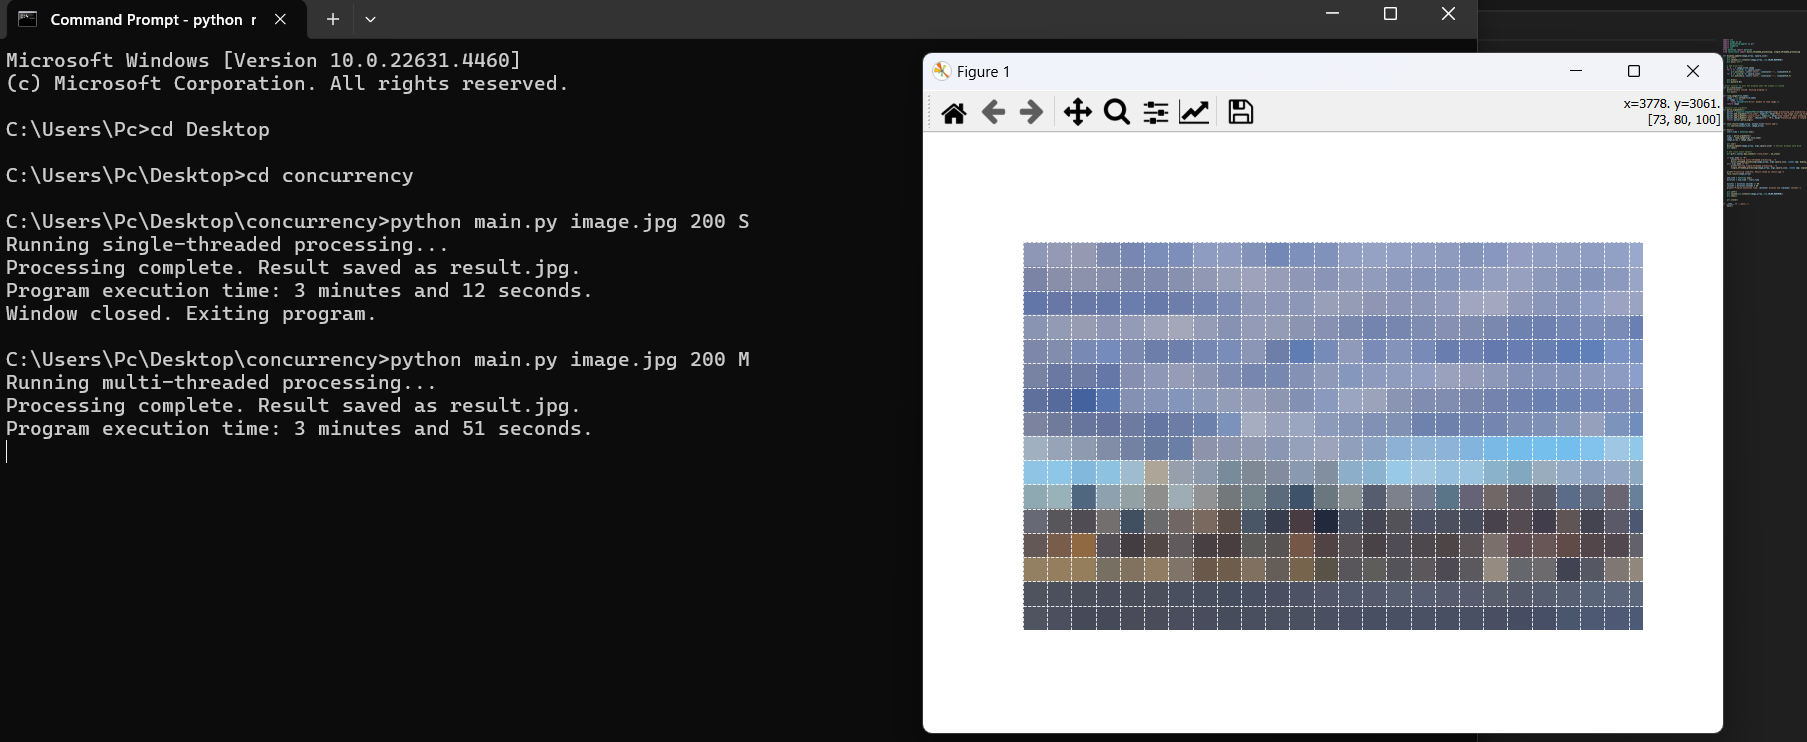 Command Prompt - python r
Microsoft Windows [Version 10.0.22631.4460]
(c) Microsoft Corporation. All rights reserved.
C:\Users\Pc>cd Desktop
C:\Users\Pc\Desktop>cd concurrency
C:\Users\Pc\Desktop\concurrency>python main.py image.jpg 200 S
Running single-threaded processing...
Processing complete. Result saved as result.jpg.
Program execution time: 3 minutes and 12 seconds.
Window closed. Exiting program.
C:\Users\Pc\Desktop\concurrency>python main.py image.jpg 200 M
Running multi-threaded processing...
Processing complete. Result saved as result.jpg.
Program execution time: 3 minutes and 51 seconds.
Figure 1
x=3778. y=3061.
[73, 80, 100]